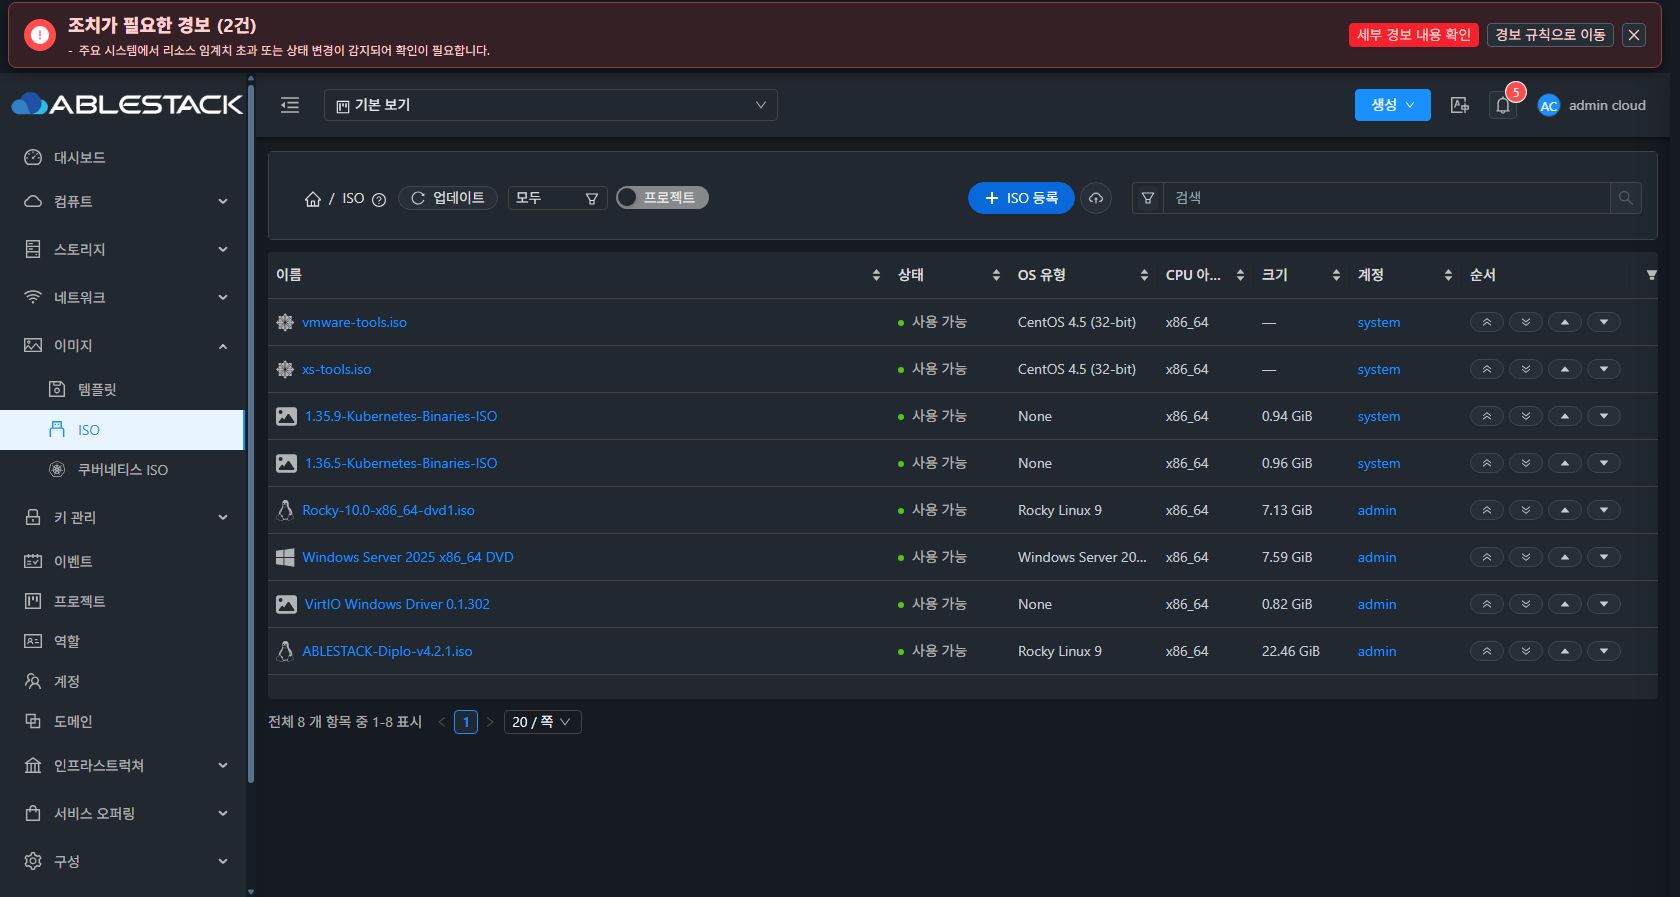 조치가 필요한 경보 (2건)
- 주요 시스템에서 리소스 임계치 초과 또는 상태 변경이 감지되어 확인이 필요합니다.
세부 경보 내용 확인
경보 규칙으로 이동
ABLESTACK
기본 보기
생성
5
AC
admin cloud
대시보드
컴퓨트
스토리지
네트워크
이미지
템플릿
ISO
쿠버네티스 ISO
키 관리
이벤트
프로젝트
역할
계정
도메인
인프라스트럭쳐
서비스 오퍼링
구성
/ ISO
업데이트
모두
프로젝트
ISO 등록
검색
이름 상태 OS 유형 CPU 아... 크기 계정 순서
vmware-tools.iso 사용 가능 CentOS 4.5 (32-bit) x86_64 — system
xs-tools.iso 사용 가능 CentOS 4.5 (32-bit) x86_64 — system
1.35.9-Kubernetes-Binaries-ISO 사용 가능 None x86_64 0.94 GiB system
1.36.5-Kubernetes-Binaries-ISO 사용 가능 None x86_64 0.96 GiB system
Rocky-10.0-x86_64-dvd1.iso 사용 가능 Rocky Linux 9 x86_64 7.13 GiB admin
Windows Server 2025 x86_64 DVD 사용 가능 Windows Server 20... x86_64 7.59 GiB admin
VirtIO Windows Driver 0.1.302 사용 가능 None x86_64 0.82 GiB admin
ABLESTACK-Diplo-v4.2.1.iso 사용 가능 Rocky Linux 9 x86_64 22.46 GiB admin
전체 8 개 항목 중 1-8 표시
1
20 / 쪽